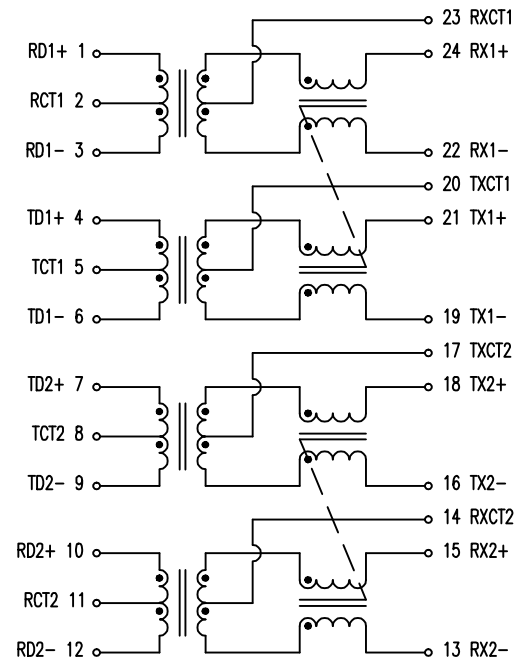 23 RXCT1
RD1+ 1
24 RX1+
RCT1 2
RD1- 3
22 RX1-
20 TXCT1
TD1+ 4
21 TX1+
TCT1 5
TD1- 6
19 TX1-
17 TXCT2
TD2+ 7
18 TX2+
TCT2 8
TD2- 9
16 TX2-
14 RXCT2
RD2+ 10
15 RX2+
RCT2 11
RD2- 12
13 RX2-